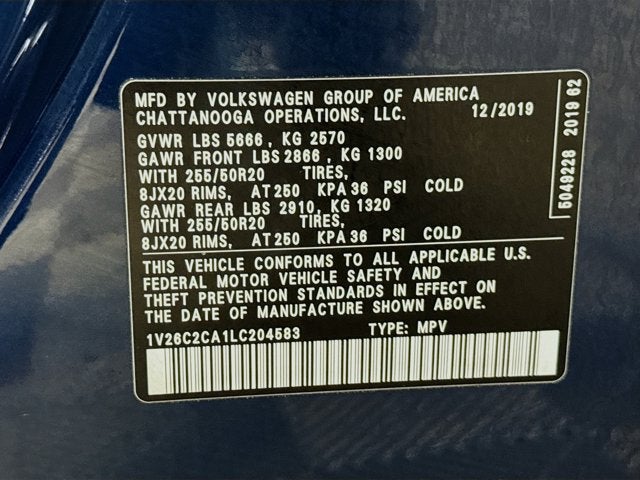 MFD BY VOLKSWAGEN GROUP OF AMERICA
CHATTANOOGA OPERATIONS, LLC. 12/2019
GVWR LBS 5666 , KG 2570
GAWR FRONT LBS 2866 , KG 1300
WITH 255/50R20 TIRES,
8JX20 RIMS, AT 250 KPA 36 PSI COLD
GAWR REAR LBS 2910, KG 1320
WITH 255/50R20 TIRES,
8JX20 RIMS, AT 250 KPA 36 PSI COLD
THIS VEHICLE CONFORMS TO ALL APPLICABLE U.S.
FEDERAL MOTOR VEHICLE SAFETY AND
THEFT PREVENTION STANDARDS IN EFFECT ON
THE DATE OF MANUFACTURE SHOWN ABOVE.
1V26C2CA1LC204583 TYPE: MPV
5049228 2019 62